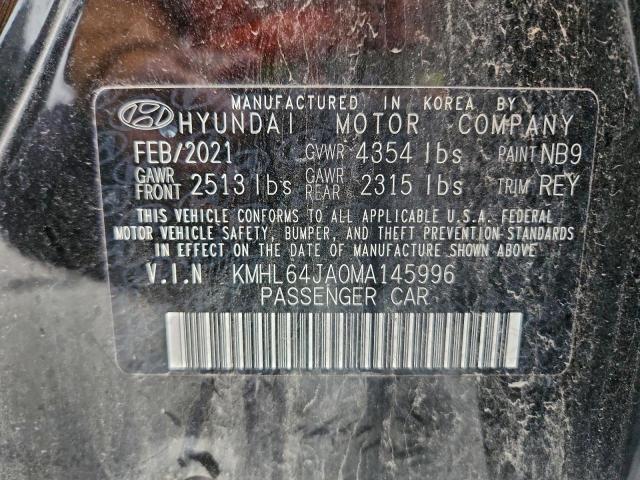 MANUFACTURED IN KOREA BY
HYUNDAI MOTOR COMPANY
FEB/2021 GVWR 4354 lbs PAINT NB9
GAWR FRONT 2513 lbs GAWR REAR 2315 lbs TRIM REY
THIS VEHICLE CONFORMS TO ALL APPLICABLE U.S.A. FEDERAL
MOTOR VEHICLE SAFETY, BUMPER, AND THEFT PREVENTION STANDARDS
IN EFFECT ON THE DATE OF MANUFACTURE SHOWN ABOVE.
V.I.N KMHL64JA0MA145996
PASSENGER CAR